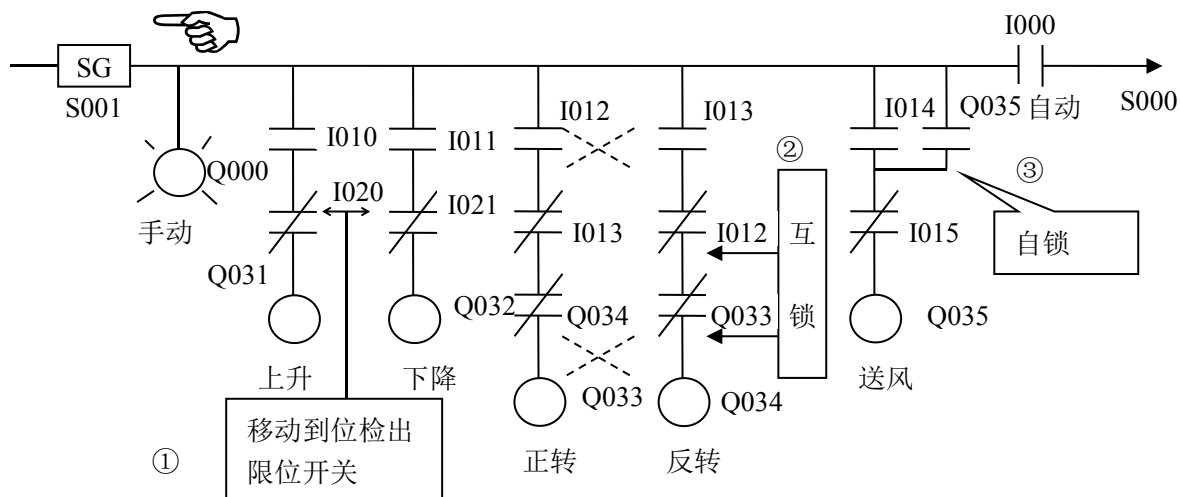 I000
SG
S001
I014
Q035
自动
S000
I010
I011
I012
I013
②
③
Q000
手动
I020
I021
I013
I012
互
锁
I015
自锁
Q031
Q032
Q034
Q033
Q035
上升
下降
送风
Q033
Q034
①
移动到位检出
限位开关
正转
反转